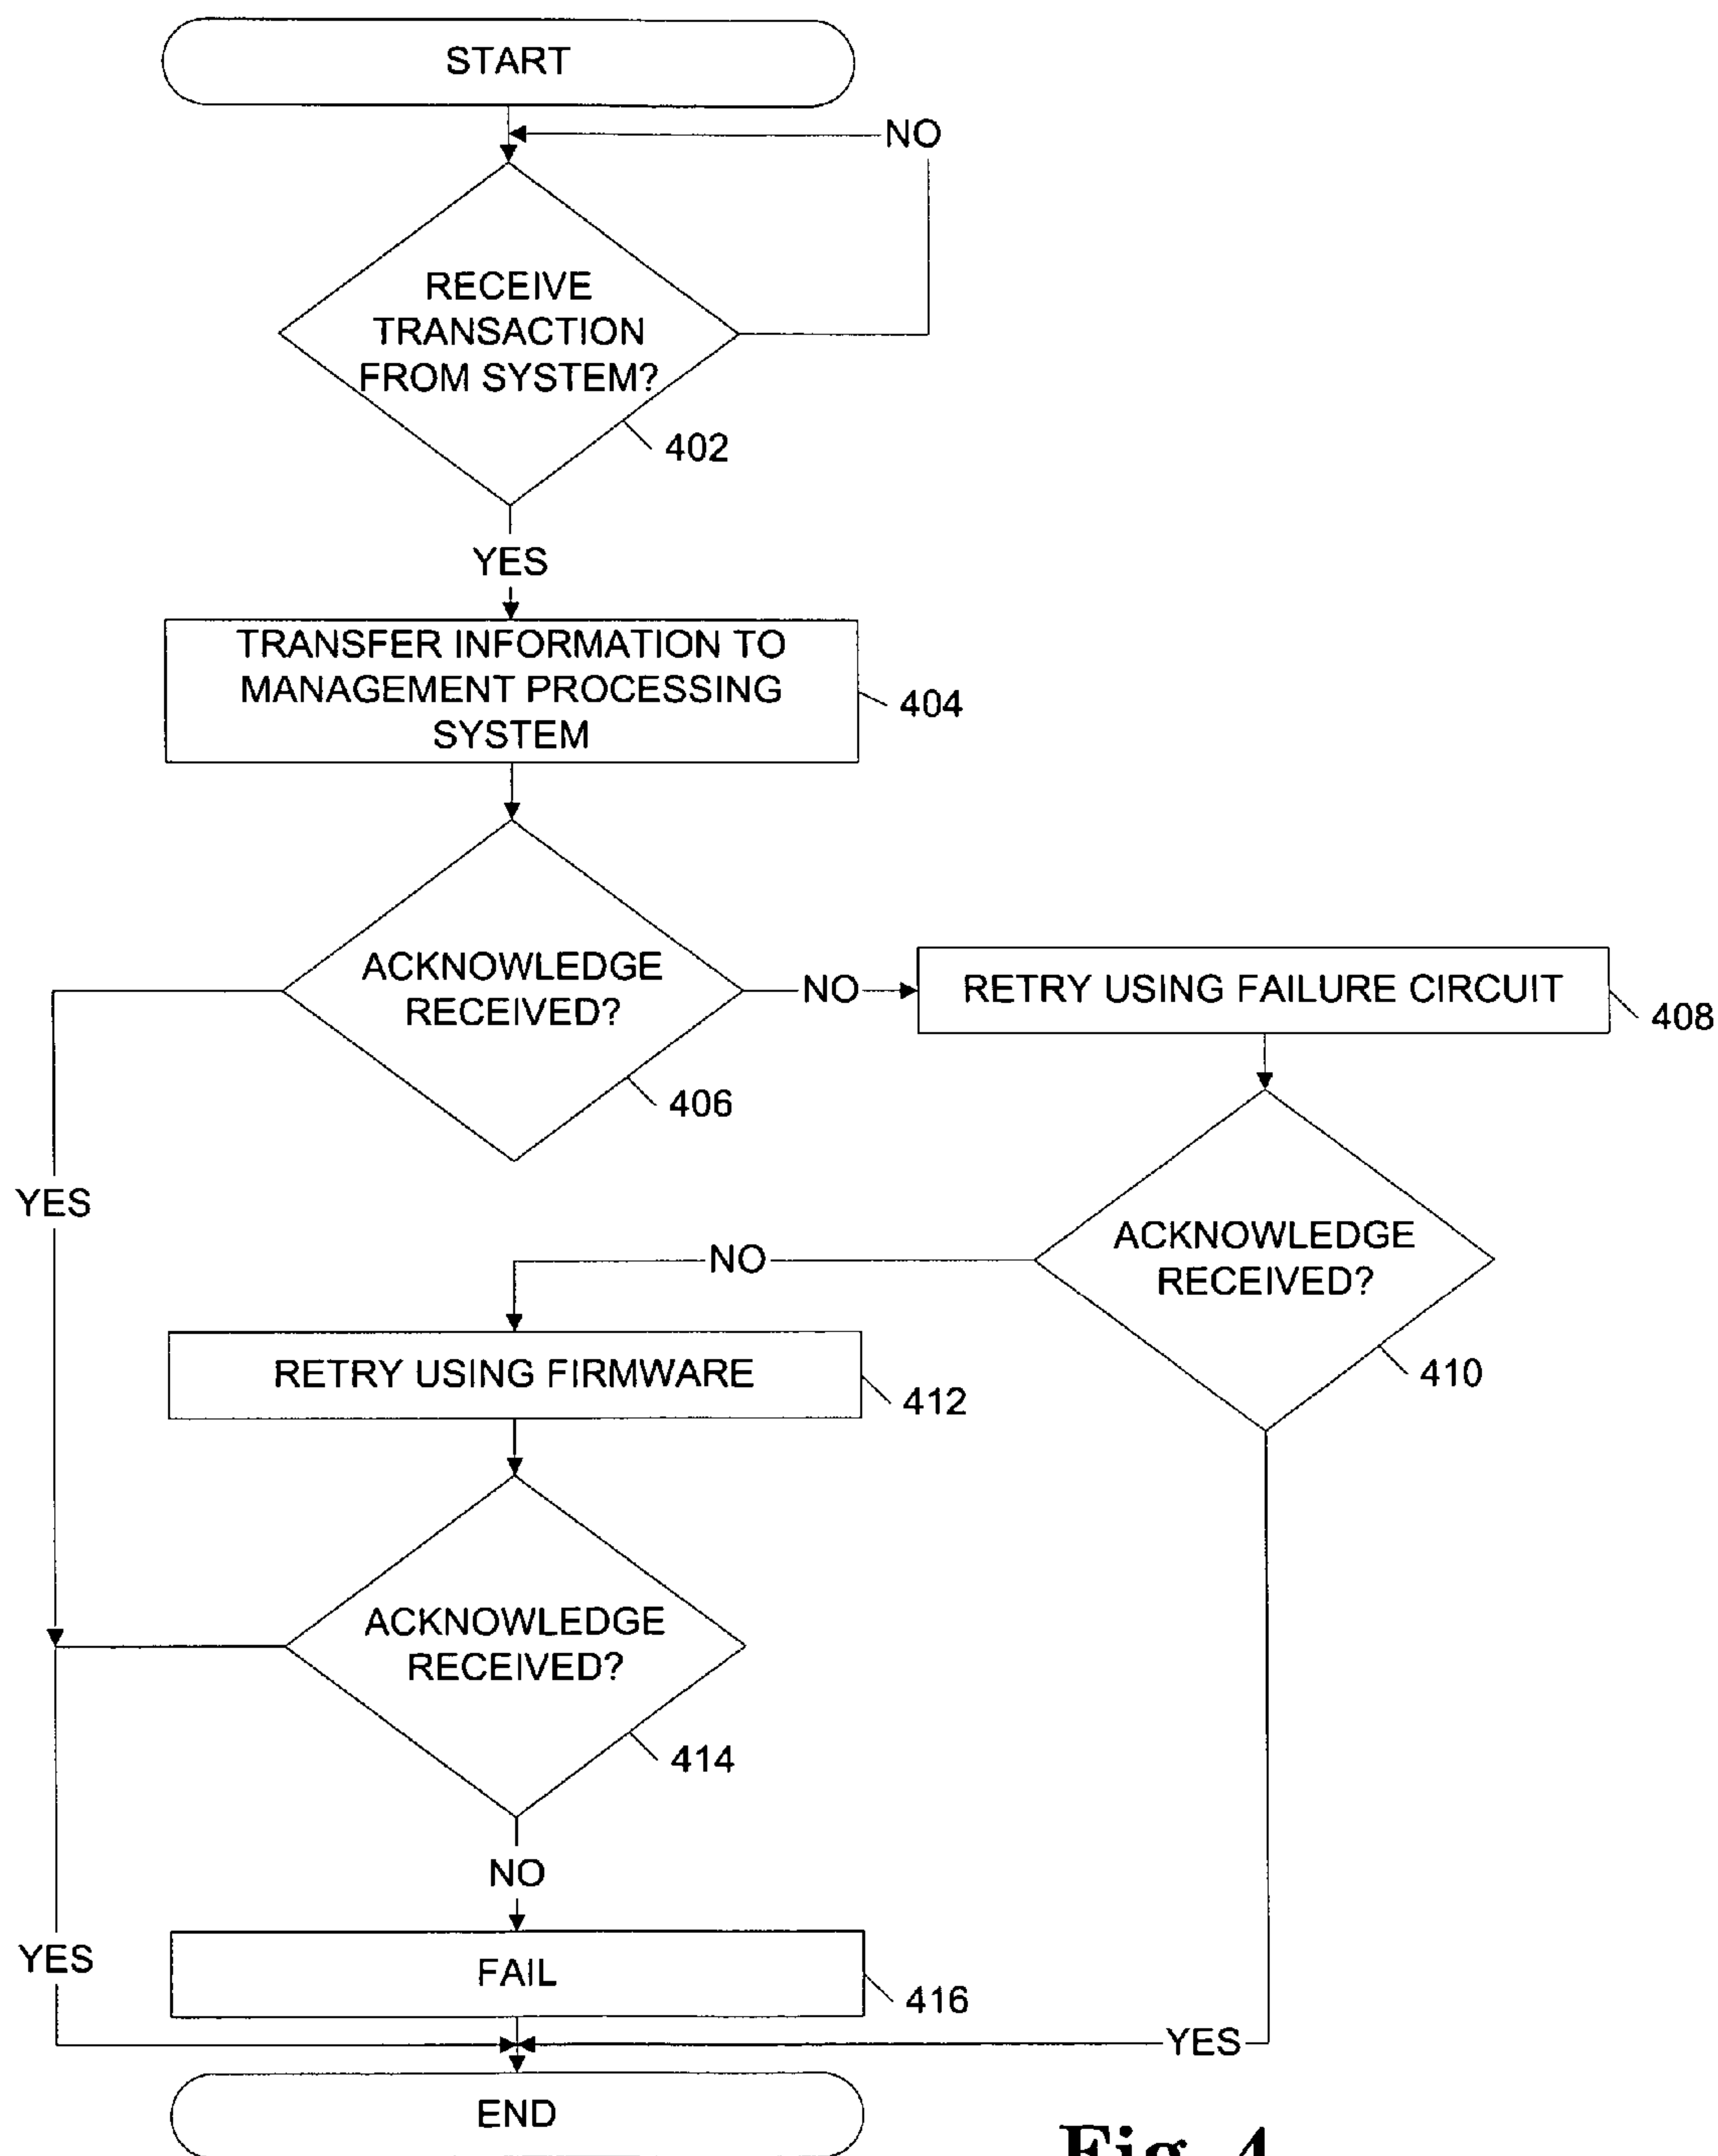 START
NO
RECEIVE
TRANSACTION
FROM SYSTEM?
402
YES
TRANSFER INFORMATION TO
MANAGEMENT PROCESSING
SYSTEM
404
ACKNOWLEDGE
RECEIVED?
406
NO
RETRY USING FAILURE CIRCUIT
408
YES
ACKNOWLEDGE
RECEIVED?
410
NO
RETRY USING FIRMWARE
412
ACKNOWLEDGE
RECEIVED?
414
NO
YES
FAIL
416
YES
END
Fig. 4